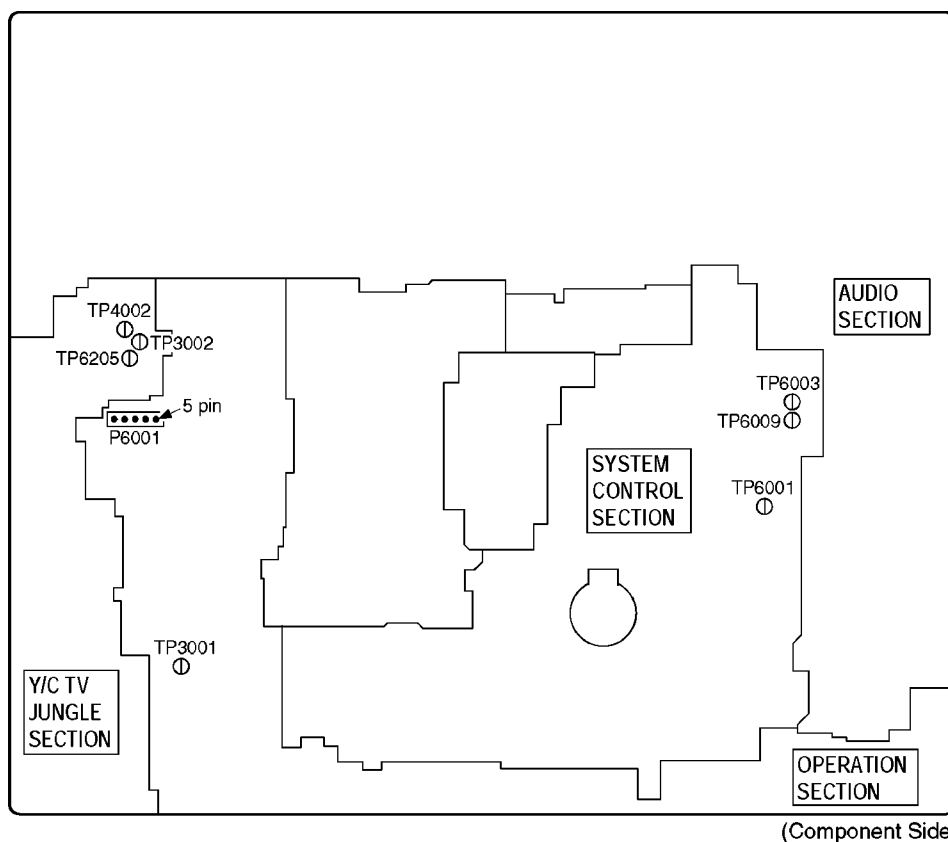 AUDIO
SECTION
TP4002
TP3002
TP6205
TP6003
5 pin
TP6009
P6001
SYSTEM
CONTROL
SECTION
TP6001
TP3001
Y/C TV
JUNGLE
SECTION
OPERATION
SECTION
(Component Side